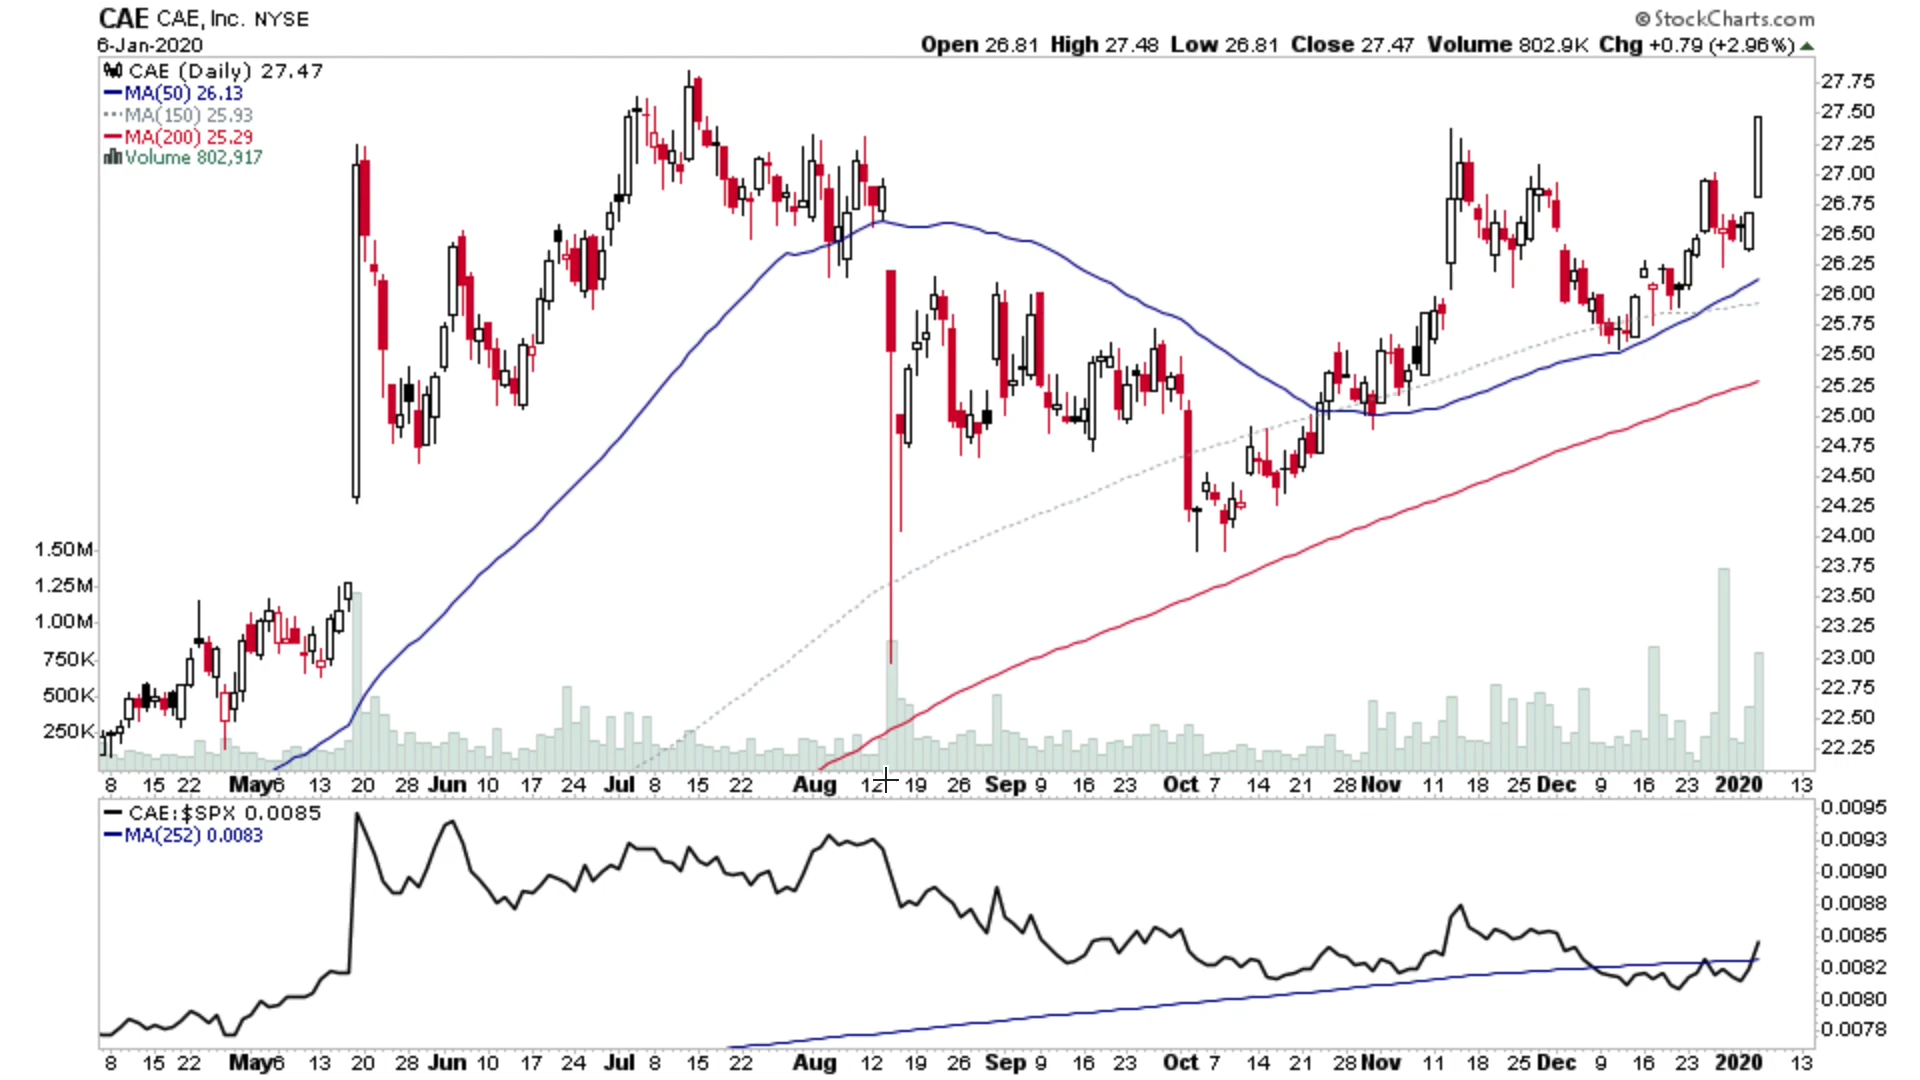 CAE CAE, Inc. NYSE
© StockCharts.com
6-Jan-2020
Open 26.81 High 27.48 Low 26.81 Close 27.47 Volume 802.9K Chg +0.79 (+2.96%)
CAE (Daily) 27.47
MA(50) 26.13
MA(150) 25.93
MA(200) 25.29
Volume 802,917
27.75
27.50
27.25
27.00
26.75
26.50
26.25
26.00
25.75
25.50
25.25
25.00
24.75
24.50
24.25
24.00
23.75
23.50
23.25
23.00
22.75
22.50
22.25
1.50M
1.25M
1.00M
750K
500K
250K
8 15 22 May6 13 20 28 Jun 10 17 24 Jul 8 15 22 Aug 12 19 26 Sep 9 16 23 Oct 7 14 21 28 Nov 11 18 25 Dec 9 16 23 2020 13
CAE:$SPX 0.0085
MA(252) 0.0083
0.0095
0.0093
0.0090
0.0088
0.0085
0.0082
0.0080
0.0078
8 15 22 May6 13 20 28 Jun 10 17 24 Jul 8 15 22 Aug 12 19 26 Sep 9 16 23 Oct 7 14 21 28 Nov 11 18 25 Dec 9 16 23 2020 13